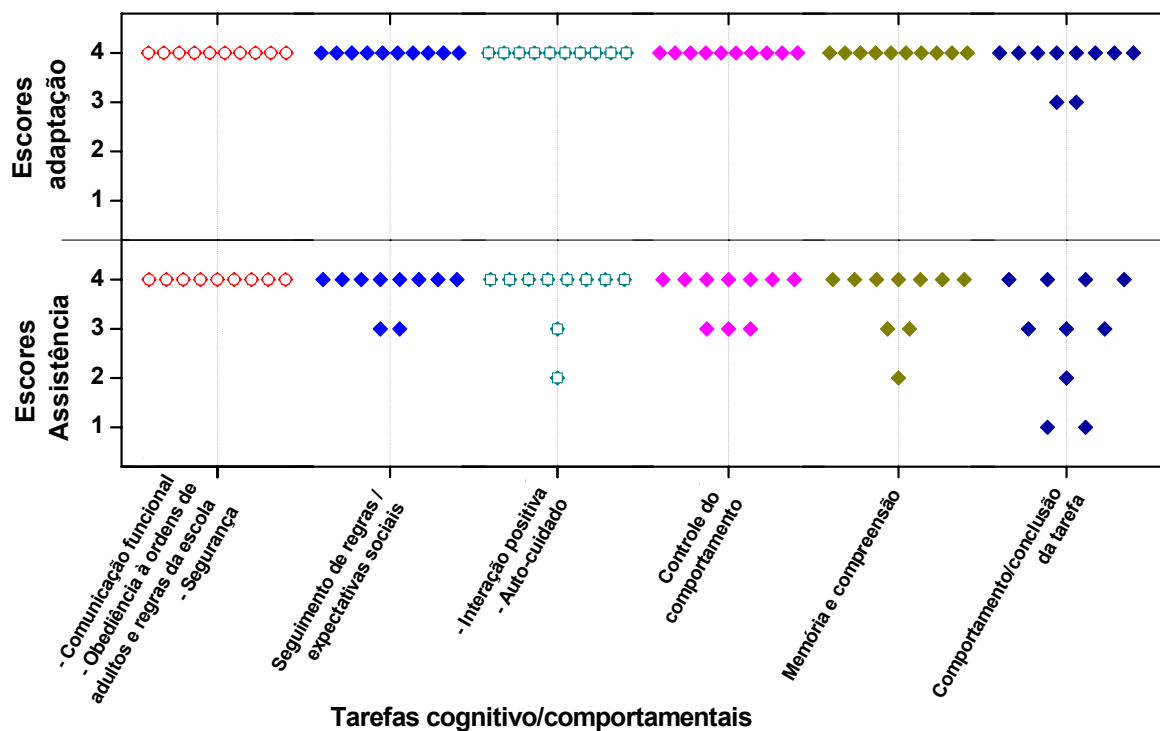 Escores
adaptação
4
3
2
1
Escores
Assistência
4
3
2
1
- Comunicação funcional
- Obediência à ordens de
adultos e regras da escola
- Segurança
Seguimento de regras /
expectativas sociais
- Interação positiva
- Auto-cuidado
Controle do
comportamento
Memória e compreensão
Comportamento/conclusão
da tarefa
Tarefas cognitivo/comportamentais